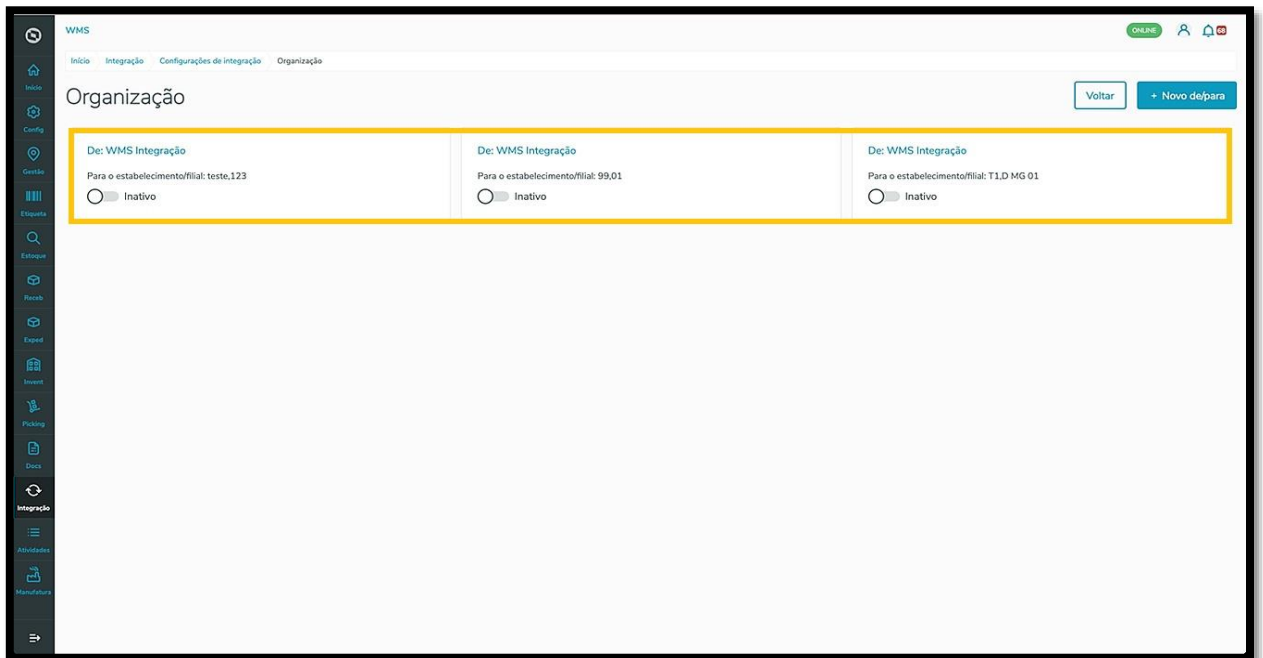 WMS
ONLINE
68
Início Integração Configurações de integração Organização
Organização
Voltar
+ Novo de/para
De: WMS Integração
Para o estabelecimento/filial: teste,123
Inativo
De: WMS Integração
Para o estabelecimento/filial: 99,01
Inativo
De: WMS Integração
Para o estabelecimento/filial: T1,D MG 01
Inativo
Início
Config
Gestão
Etiqueta
Estoque
Receb
Exped
Invent
Picking
Docs
Integração
Atividades
Manufatura